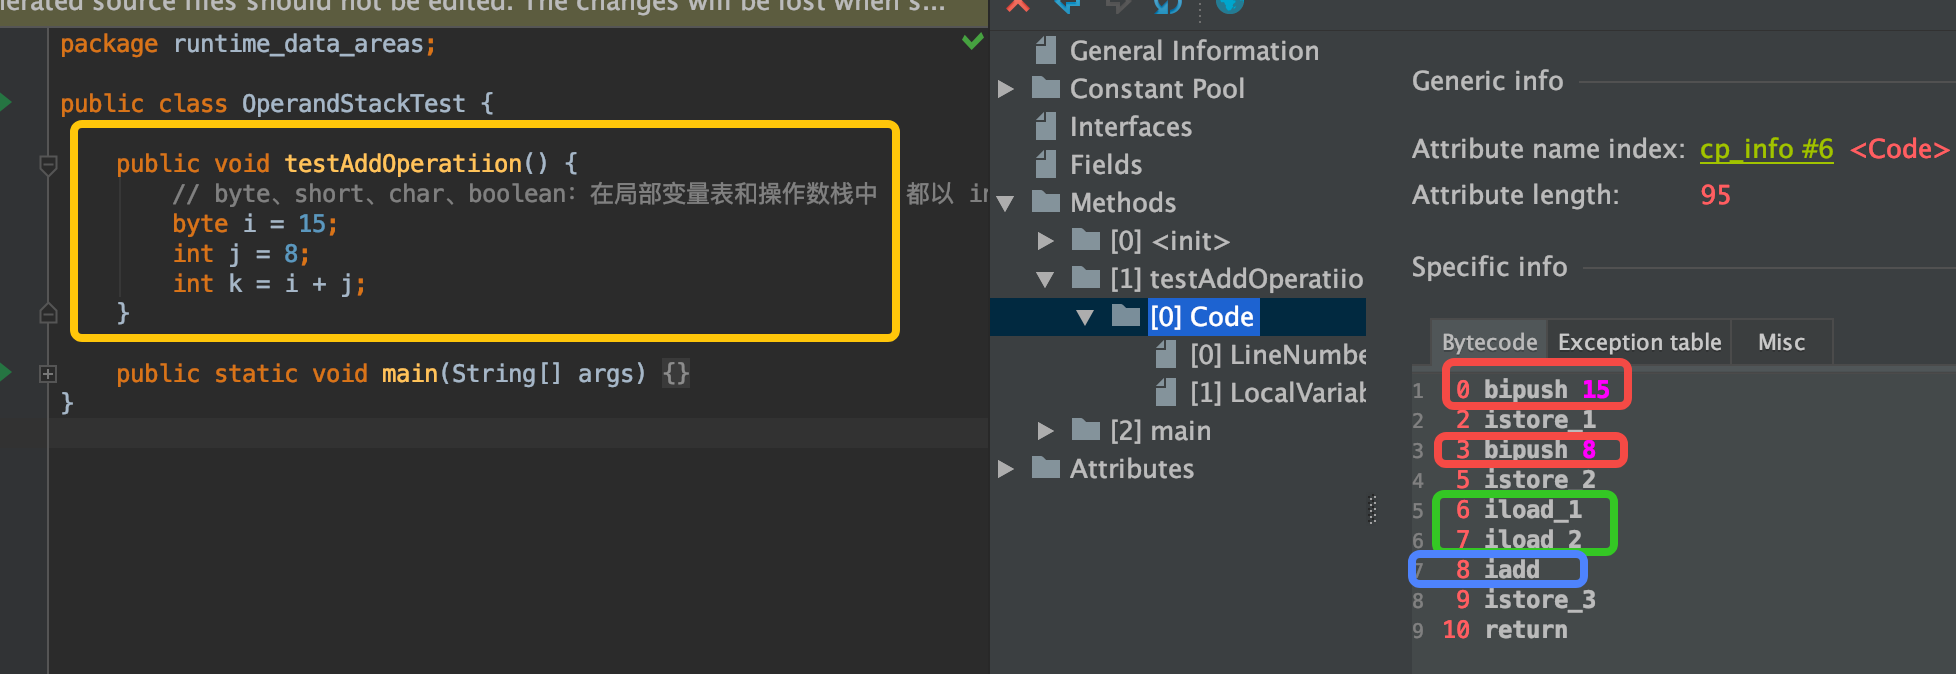 erated source files should not be edited. The changes will be lost when s...
package runtime_data_areas;
public class OperandStackTest {
public void testAddOperatiion() {
// byte、short、char、boolean：在局部变量表和操作数栈中 都以 in
byte i = 15;
int j = 8;
int k = i + j;
}
public static void main(String[] args) {}
}
General Information
Constant Pool
Interfaces
Fields
Methods
[0] <init>
[1] testAddOperatiio
[0] Code
[0] LineNumbe
[1] LocalVariab
[2] main
Attributes
Generic info
Attribute name index: cp_info #6 <Code>
Attribute length: 95
Specific info
Bytecode Exception table Misc
1 0 bipush 15
2 2 istore_1
3 3 bipush 8
4 5 istore_2
5 6 iload_1
6 7 iload_2
7 8 iadd
8 9 istore_3
9 10 return